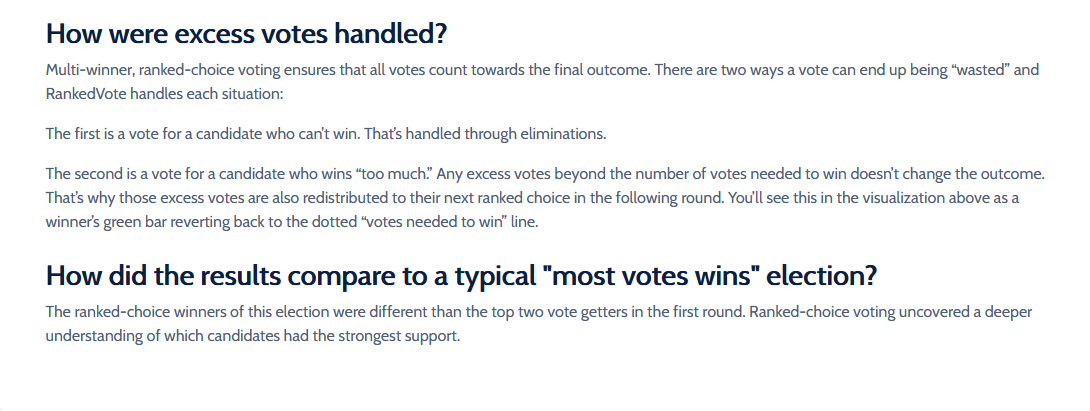 How were excess votes handled?
Multi-winner, ranked-choice voting ensures that all votes count towards the final outcome. There are two ways a vote can end up being “wasted” and
RankedVote handles each situation:
The first is a vote for a candidate who can’t win. That’s handled through eliminations.
The second is a vote for a candidate who wins “too much.” Any excess votes beyond the number of votes needed to win doesn’t change the outcome.
That’s why those excess votes are also redistributed to their next ranked choice in the following round. You’ll see this in the visualization above as a
winner’s green bar reverting back to the dotted “votes needed to win” line.
How did the results compare to a typical "most votes wins" election?
The ranked-choice winners of this election were different than the top two vote getters in the first round. Ranked-choice voting uncovered a deeper
understanding of which candidates had the strongest support.